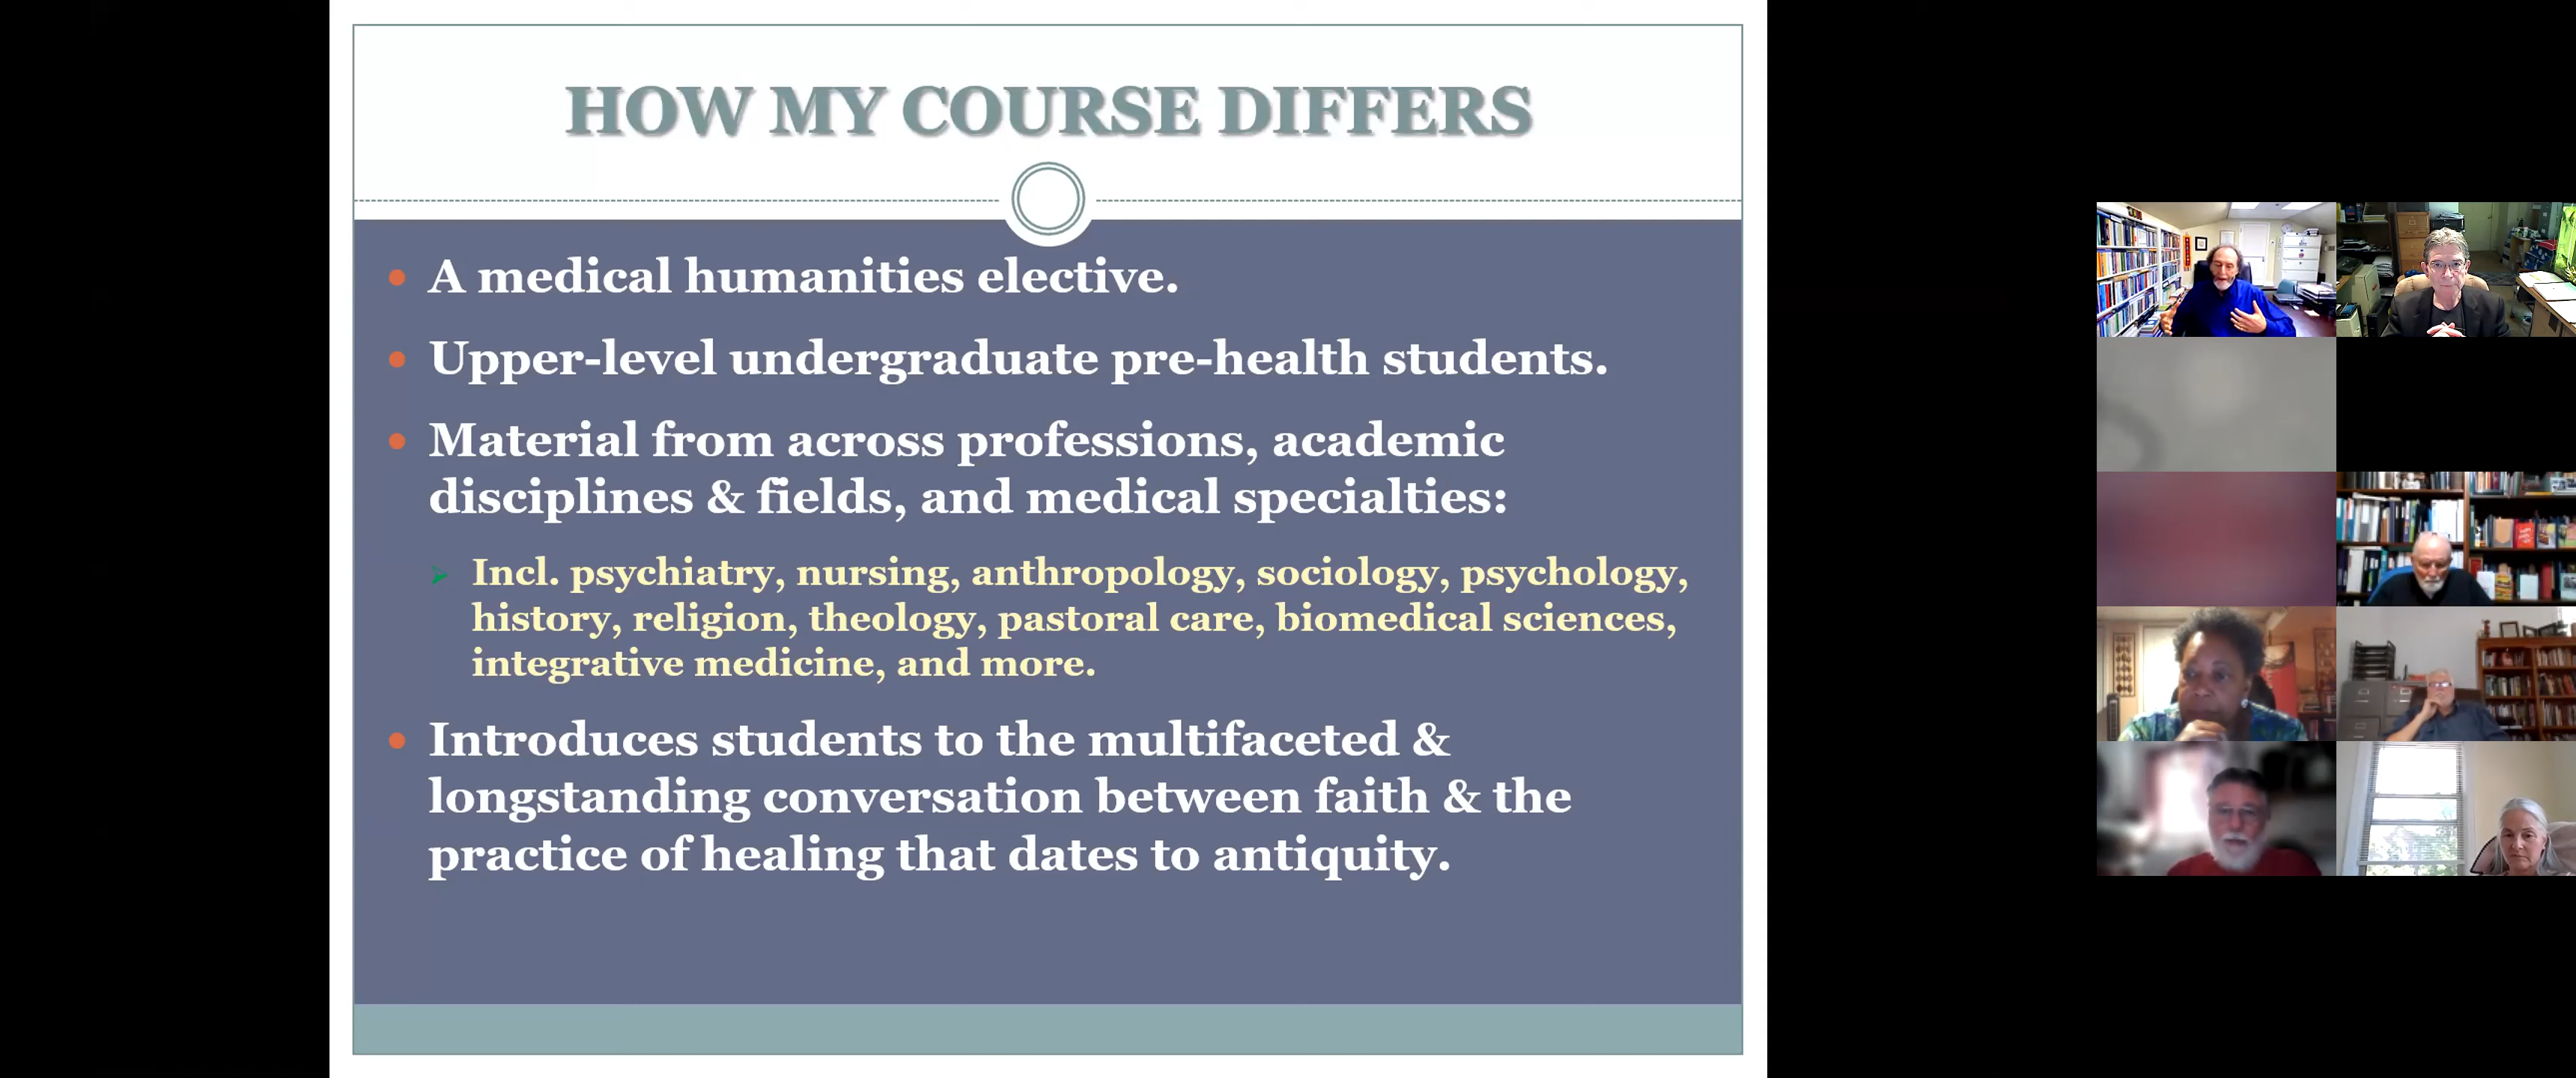 HOW MY COURSE DIFFERS
A medical humanities elective.
Upper-level undergraduate pre-health students.
Material from across professions, academic
disciplines & fields, and medical specialties:
Incl. psychiatry, nursing, anthropology, sociology, psychology,
history, religion, theology, pastoral care, biomedical sciences,
integrative medicine, and more.
Introduces students to the multifaceted &
longstanding conversation between faith & the
practice of healing that dates to antiquity.